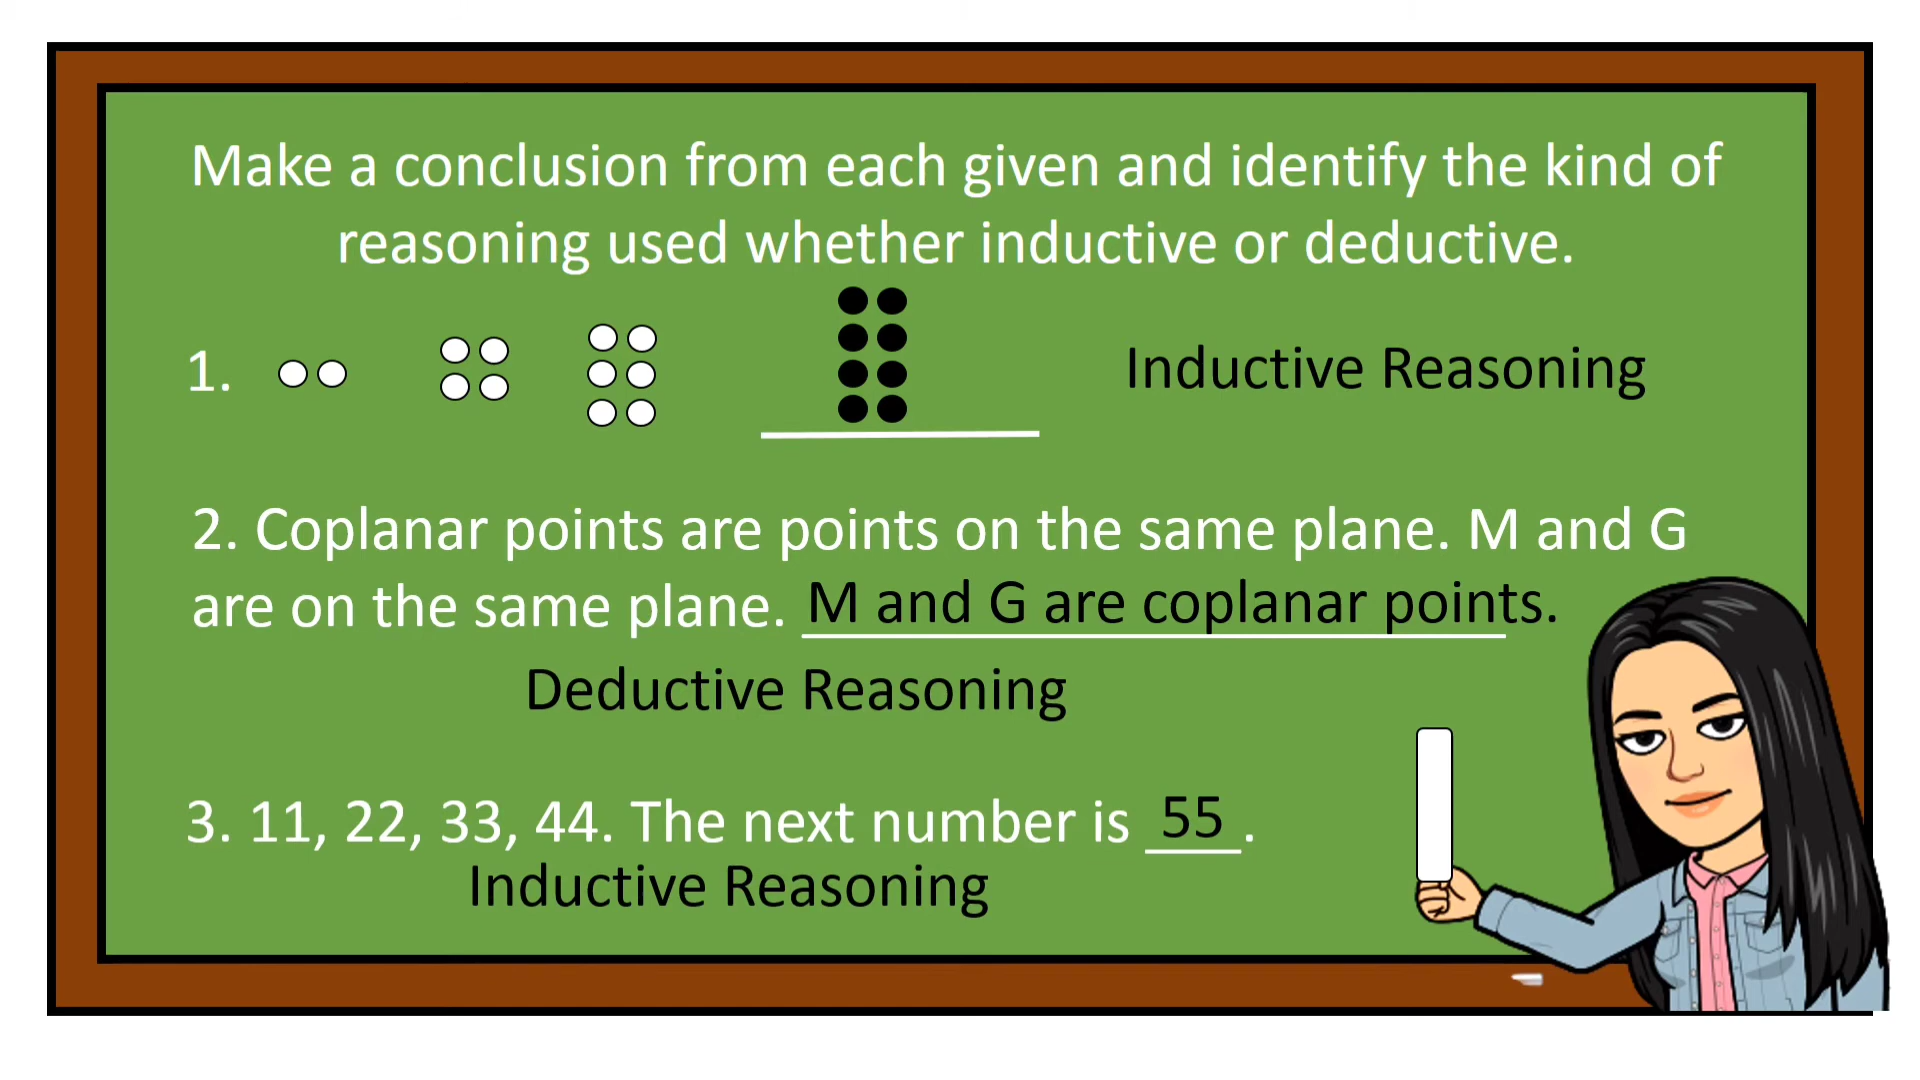 Make a conclusion from each given and identify the kind of
reasoning used whether inductive or deductive.
1. Inductive Reasoning
2. Coplanar points are points on the same plane. M and G
are on the same plane. M and G are coplanar points.
Deductive Reasoning
3. 11, 22, 33, 44. The next number is 55.
Inductive Reasoning